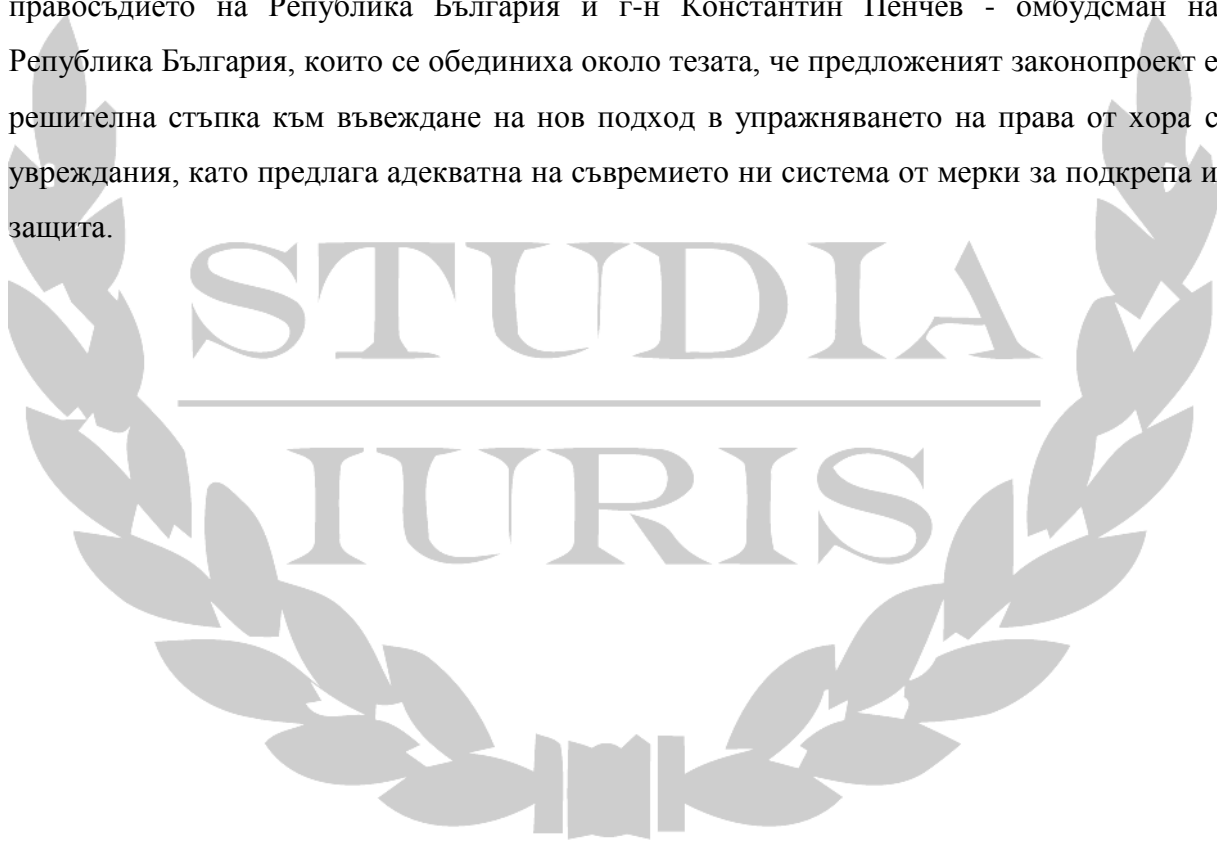 правосъдието на Република България и г-н Константин Пенчев - омбудсман на
Република България, които се обединиха около тезата, че предложеният законопроект е
решителна стъпка към въвеждане на нов подход в упражняването на права от хора с
увреждания, като предлага адекватна на съвремието ни система от мерки за подкрепа и
защита.
STUDIA
IURIS